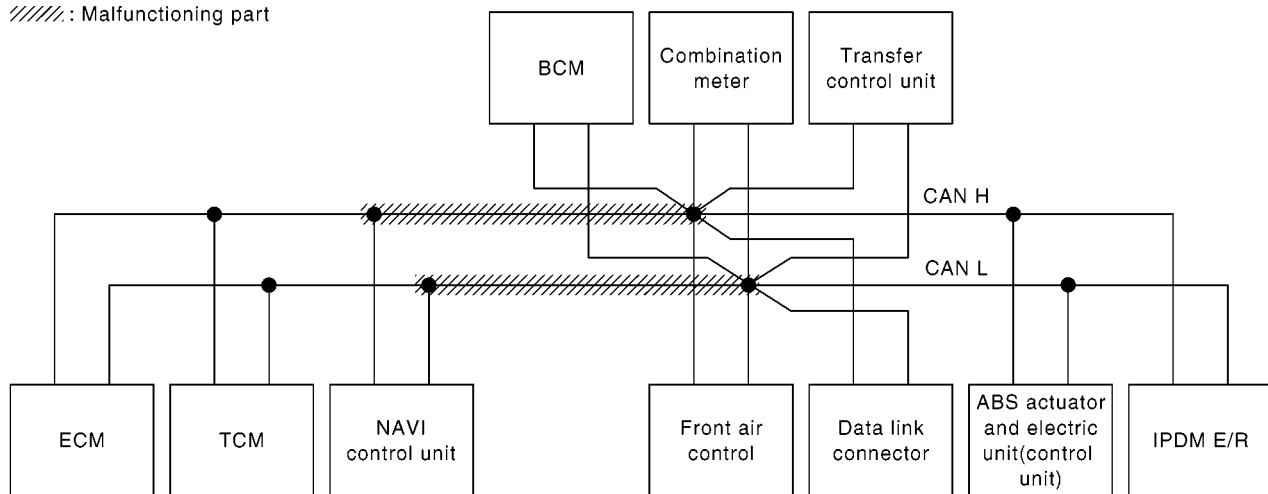 : Malfunctioning part
BCM
Combination
meter
Transfer
control unit
CAN H
CAN L
ECM
TCM
NAVI
control unit
Front air
control
Data link
connector
ABS actuator
and electric
unit(control
unit)
IPDM E/R